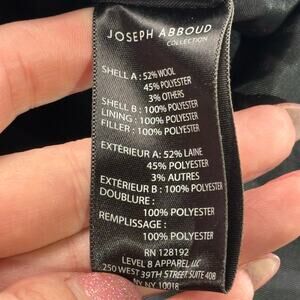 JOSEPH ABBOUD
COLLECTION
SHELL A : 52% WOOL
45% POLYESTER
3% OTHERS
SHELL B : 100% POLYESTER
LINING : 100% POLYESTER
FILLER : 100% POLYESTER
EXTÉRIEUR A: 52% LAINE
45% POLYESTER
3% AUTRES
EXTÉRIEUR B : 100% POLYESTER
DOUBLURE :
100% POLYESTER
REMPLISSAGE :
100% POLYESTER
RN 128192
LEVEL 8 APPAREL LLC
250 WEST 39TH STREET SUITE 408
NY, NY 10018